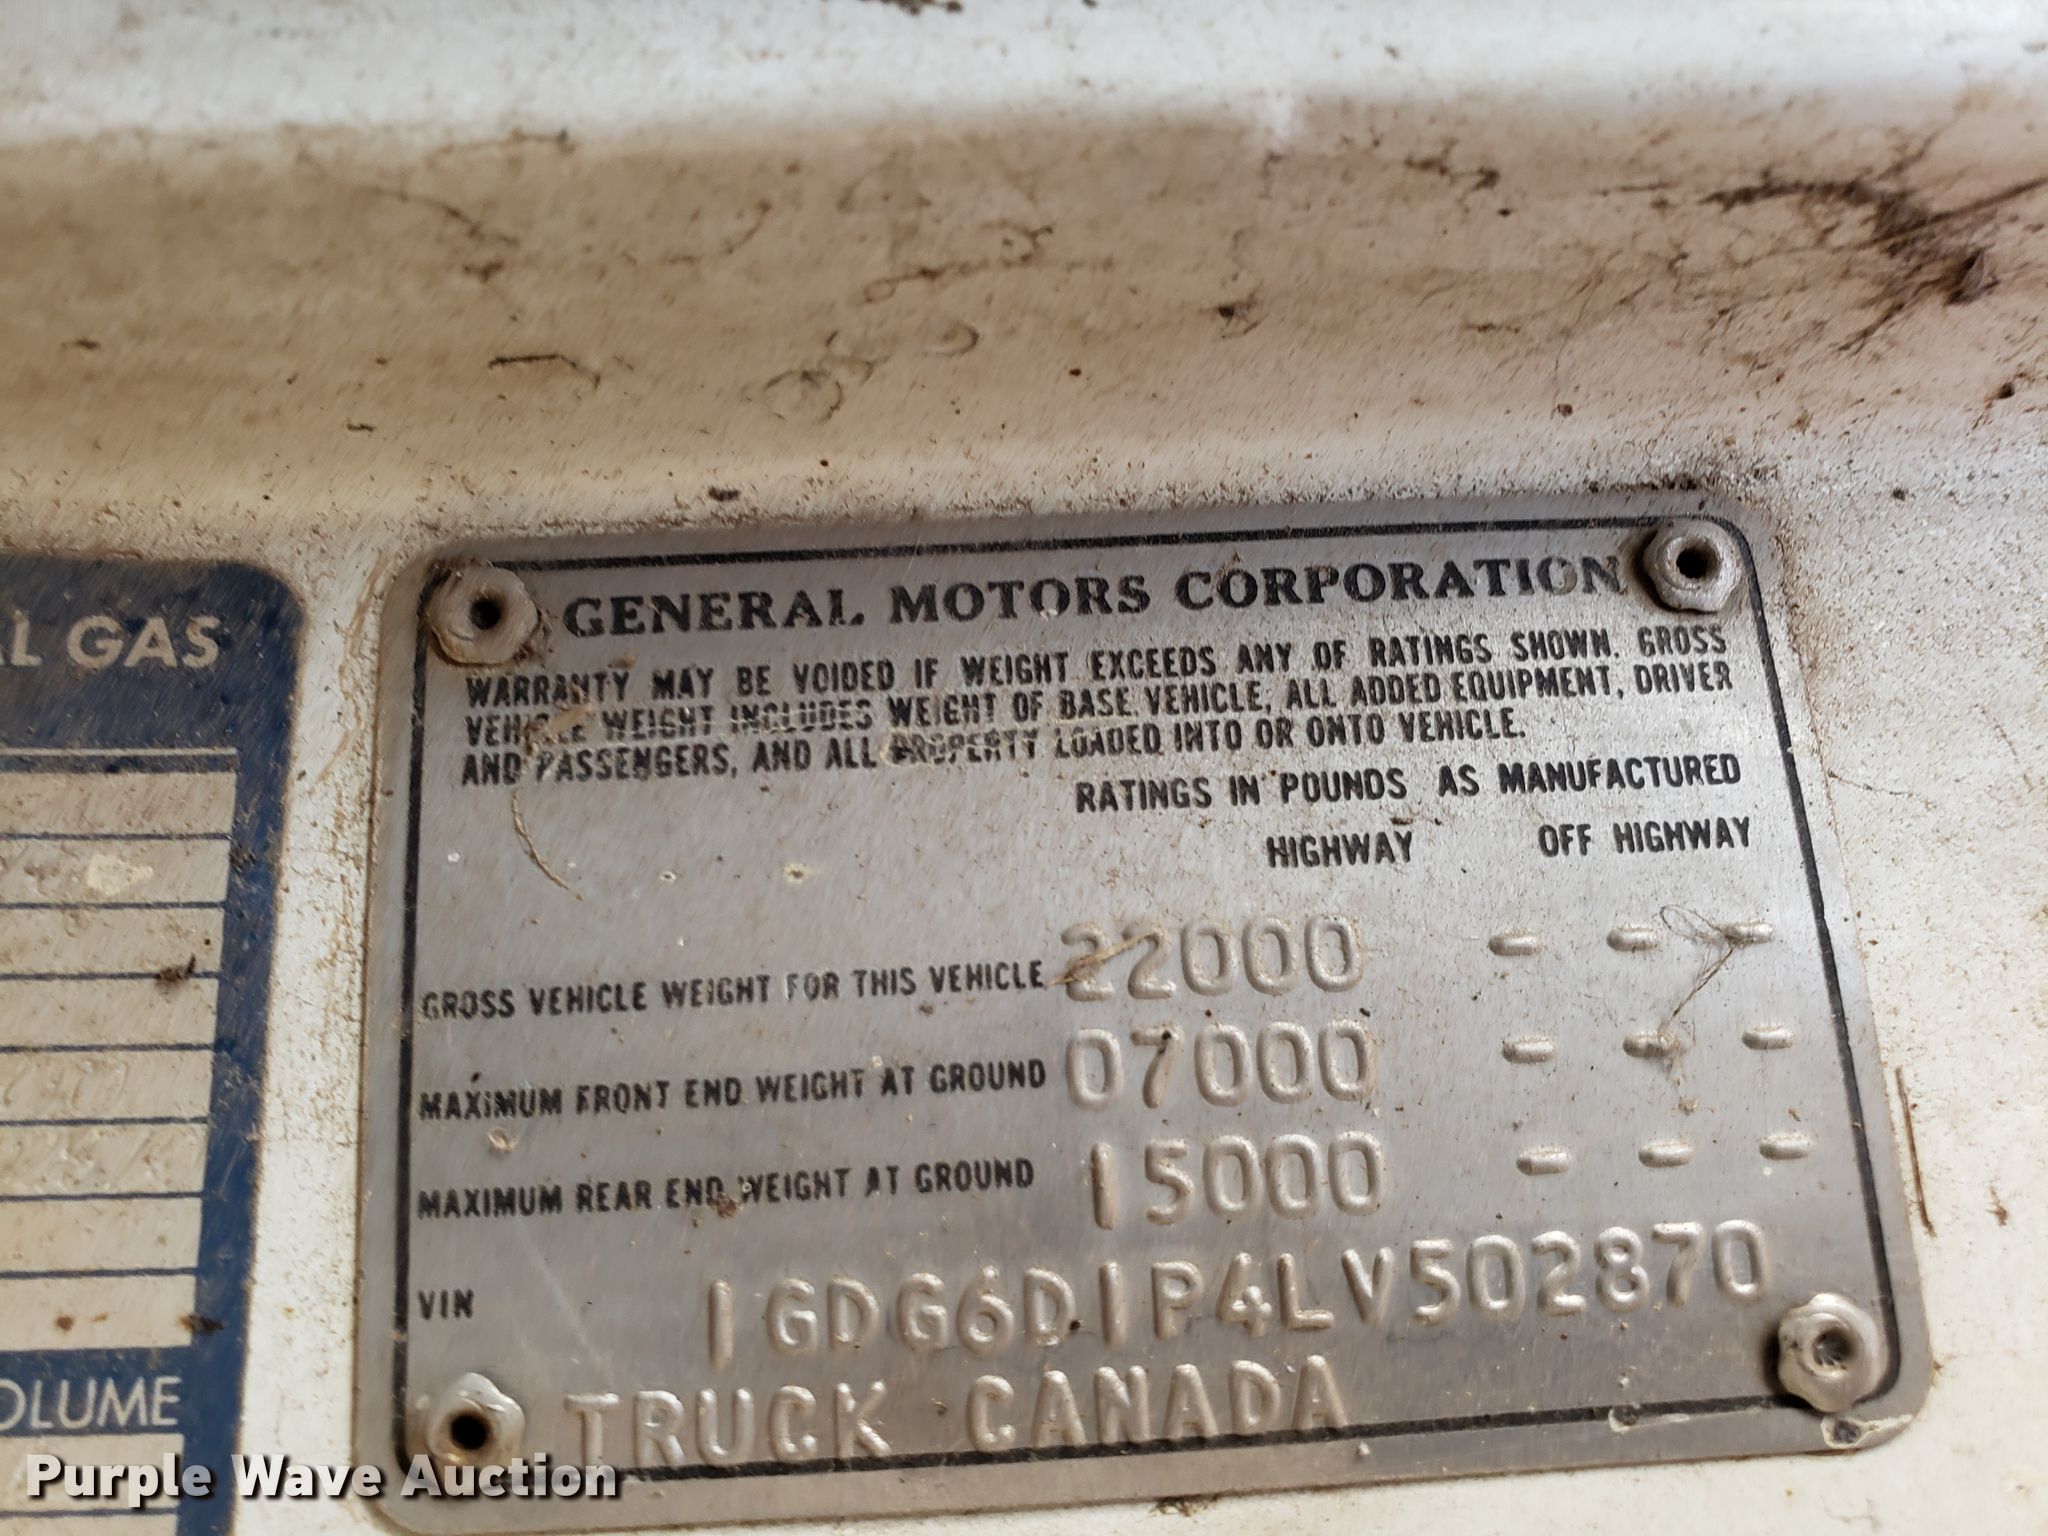 L GAS
GENERAL MOTORS CORPORATION
WARRANTY MAY BE VOIDED IF WEIGHT EXCEEDS ANY OF RATINGS SHOWN. GROSS
VEHICLE WEIGHT INCLUDES WEIGHT OF BASE VEHICLE, ALL ADDED EQUIPMENT, DRIVER
AND PASSENGERS, AND ALL PROPERTY LOADED INTO OR ONTO VEHICLE.
RATINGS IN POUNDS AS MANUFACTURED
HIGHWAY OFF HIGHWAY
GROSS VEHICLE WEIGHT FOR THIS VEHICLE 22000 - - -
MAXIMUM FRONT END WEIGHT AT GROUND 07000 - - -
MAXIMUM REAR END WEIGHT AT GROUND 15000 - - -
VIN 1GDG6D1P4LV502870
TRUCK CANADA
OLUME
Purple Wave Auction